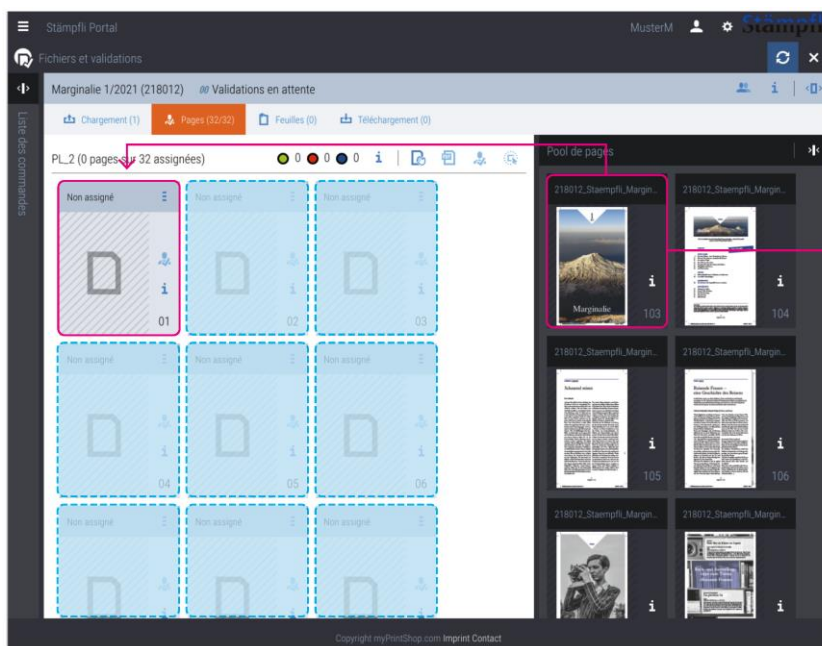 Stämpfli Portal
MusterM
Stämpfli
Fichiers et validations
Marginalie 1/2021 (218012)
00 Validations en attente
Liste des commandes
Chargement (1)
Pages (32/32)
Feuilles (0)
Téléchargement (0)
PL_2 (0 pages sur 32 assignées)
0
0
0
i
Pool de pages
Non assigné
i
01
Non assigné
i
02
Non assigné
i
03
Non assigné
i
04
Non assigné
i
05
Non assigné
i
06
Non assigné
Non assigné
Non assigné
218012_Staempfli_Margin...
Marginalie
i
103
218012_Staempfli_Margin...
i
104
218012_Staempfli_Margin...
i
105
218012_Staempfli_Margin...
i
106
218012_Staempfli_Margin...
i
218012_Staempfli_Margin...
i
Copyright myPrintShop.com Imprint Contact